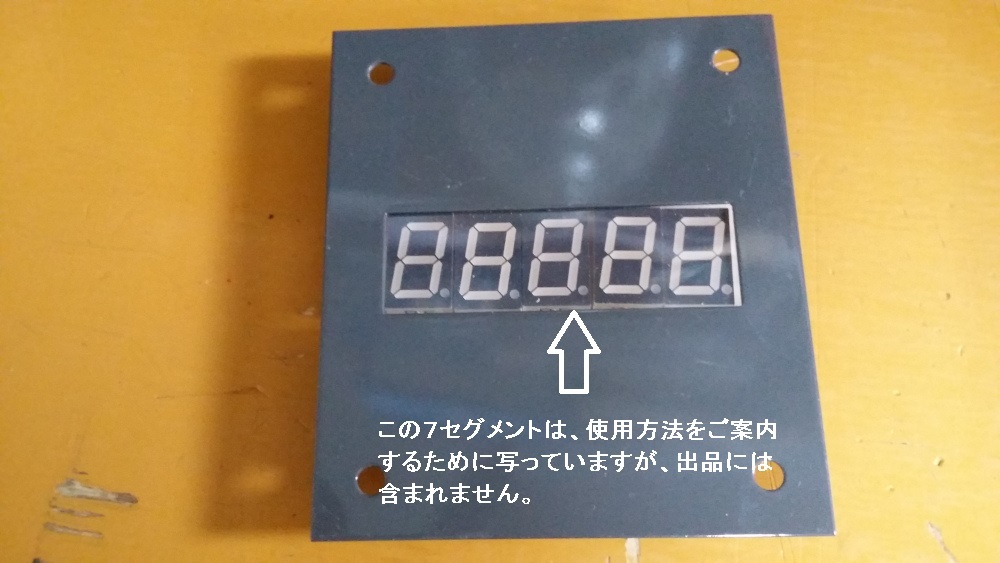 この７セグメントは、使用方法をご案内
するために写っていますが、出品には
含まれません。